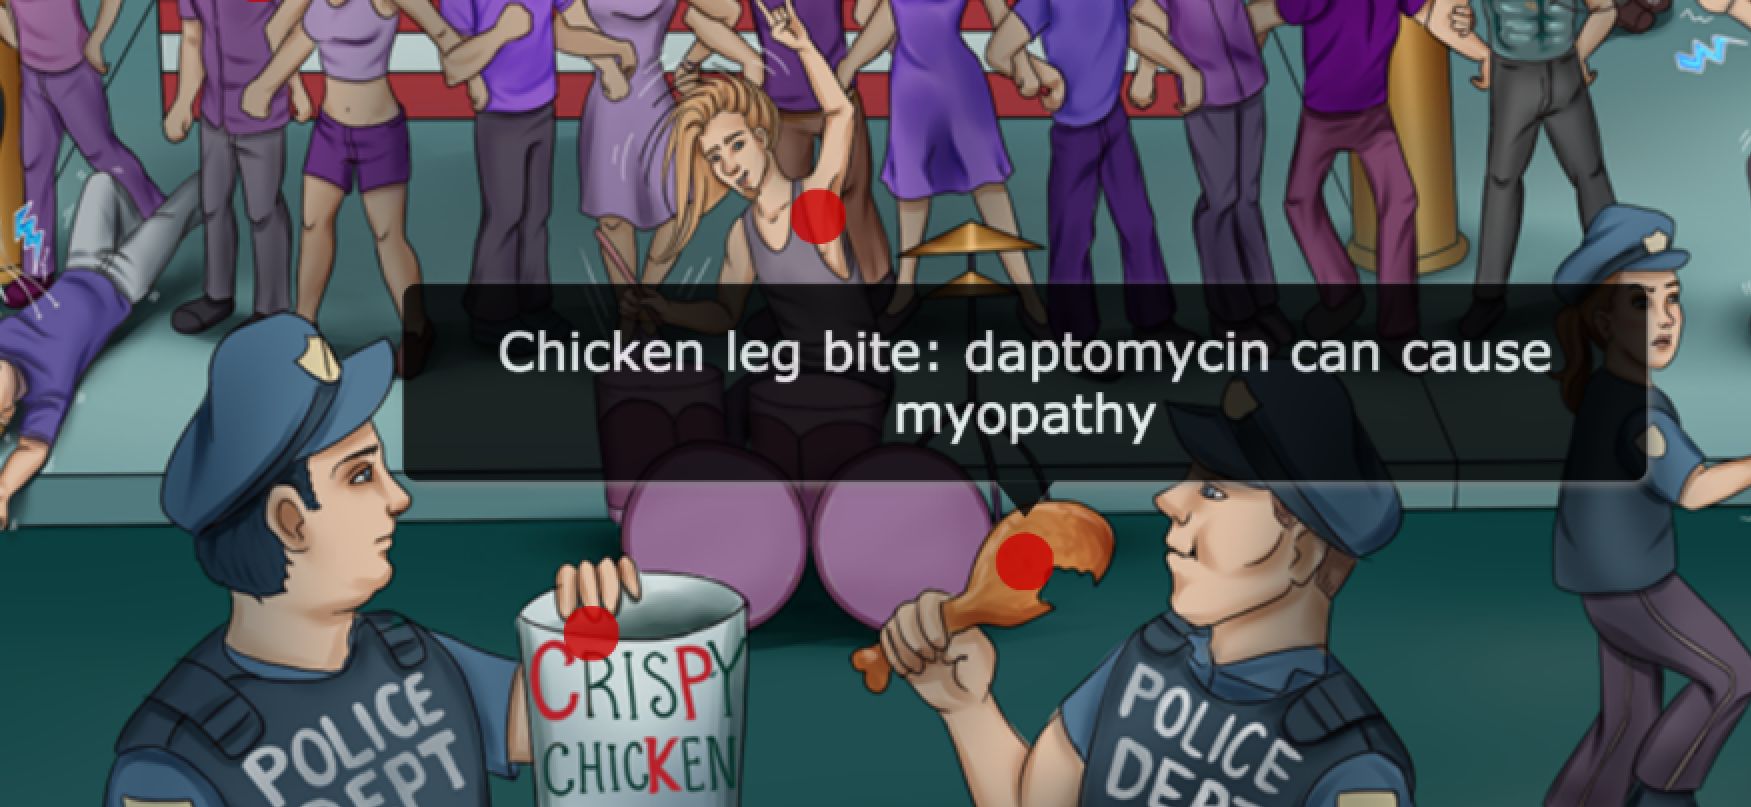 Chicken leg bite: daptomycin can cause
myopathy
CRISPY
CHICKEN
POLICE
DEPT
POLICE
DEPT